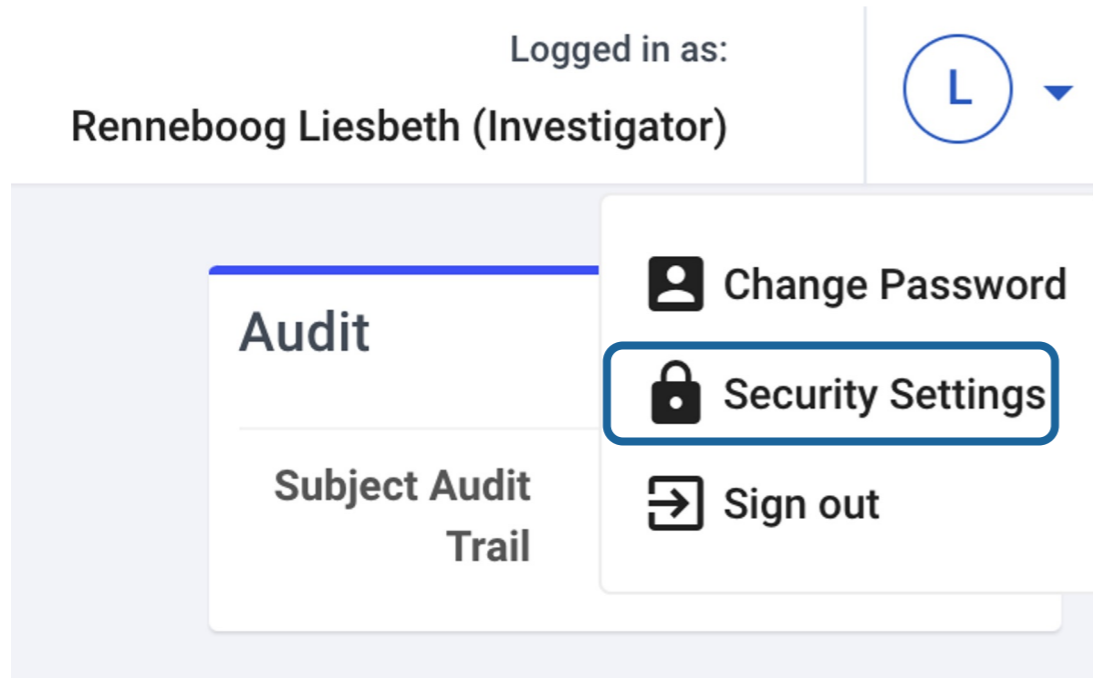 Logged in as:
Renneboog Liesbeth (Investigator)
L
Change Password
Audit
Security Settings
Subject Audit
Trail
Sign out